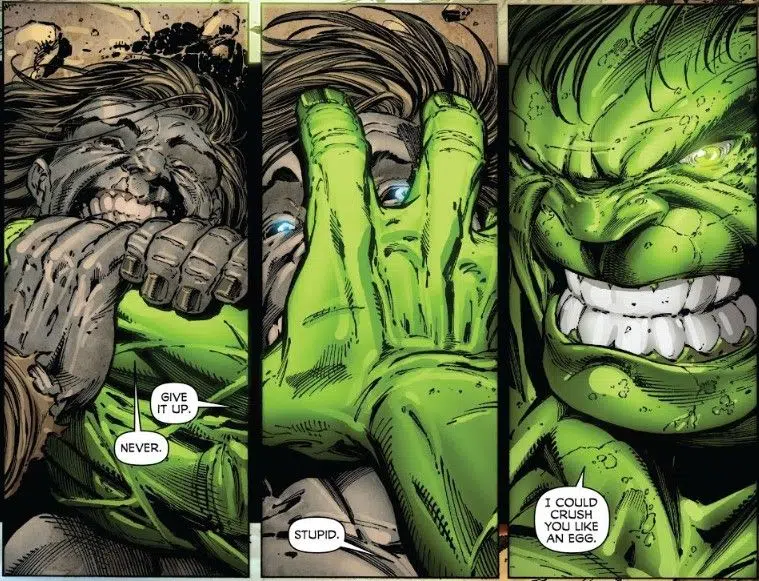 GIVE
IT UP.
NEVER.
STUPID.
I COULD
CRUSH
YOU LIKE
AN EGG.